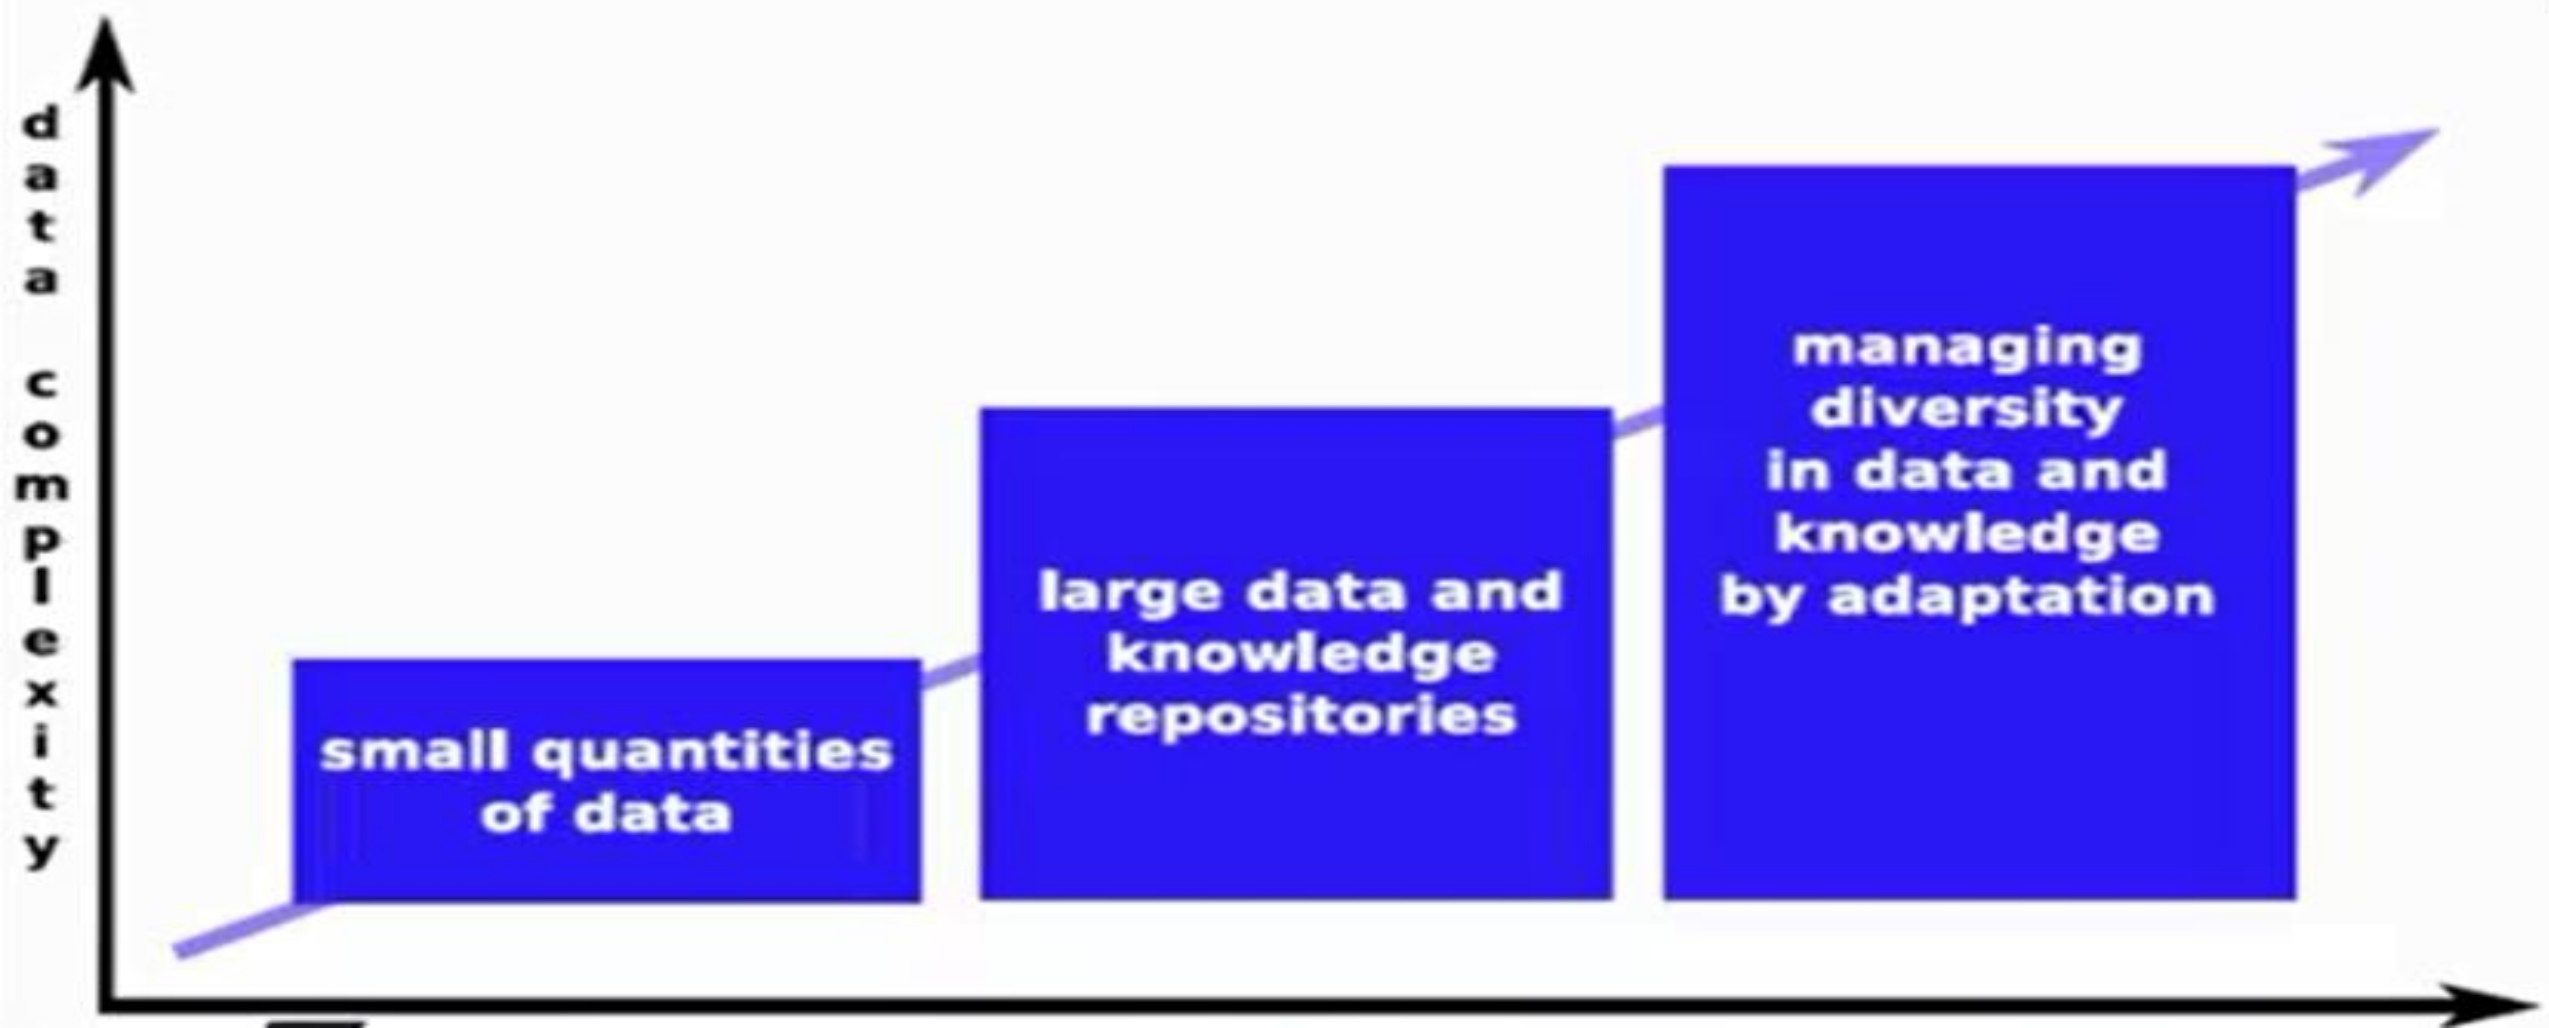 data complexity
small quantities
of data
large data and
knowledge
repositories
managing
diversity
in data and
knowledge
by adaptation